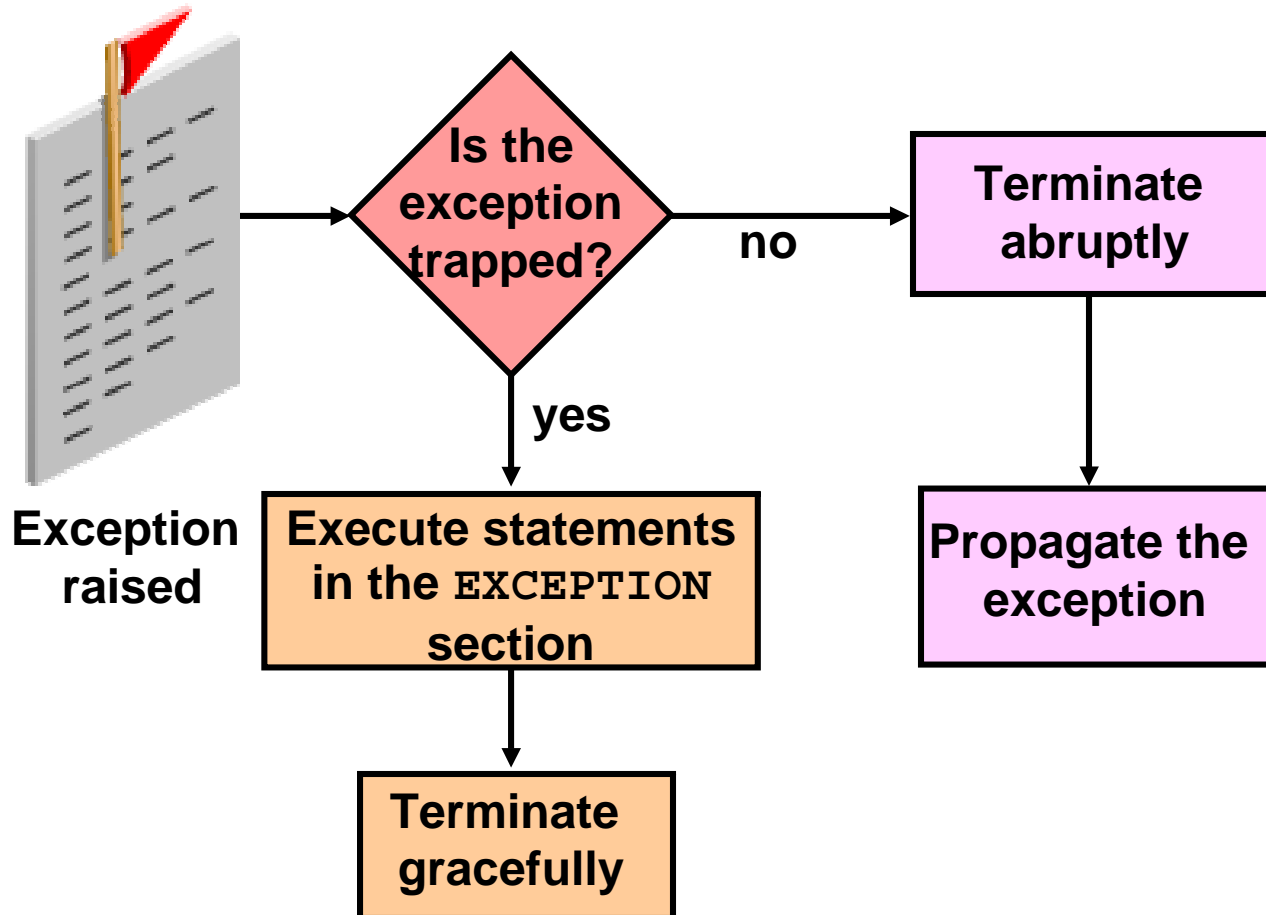 Exception
raised
Is the
exception
trapped?
no
yes
Terminate
abruptly
Propagate the
exception
Execute statements
in the EXCEPTION
section
Terminate
gracefully